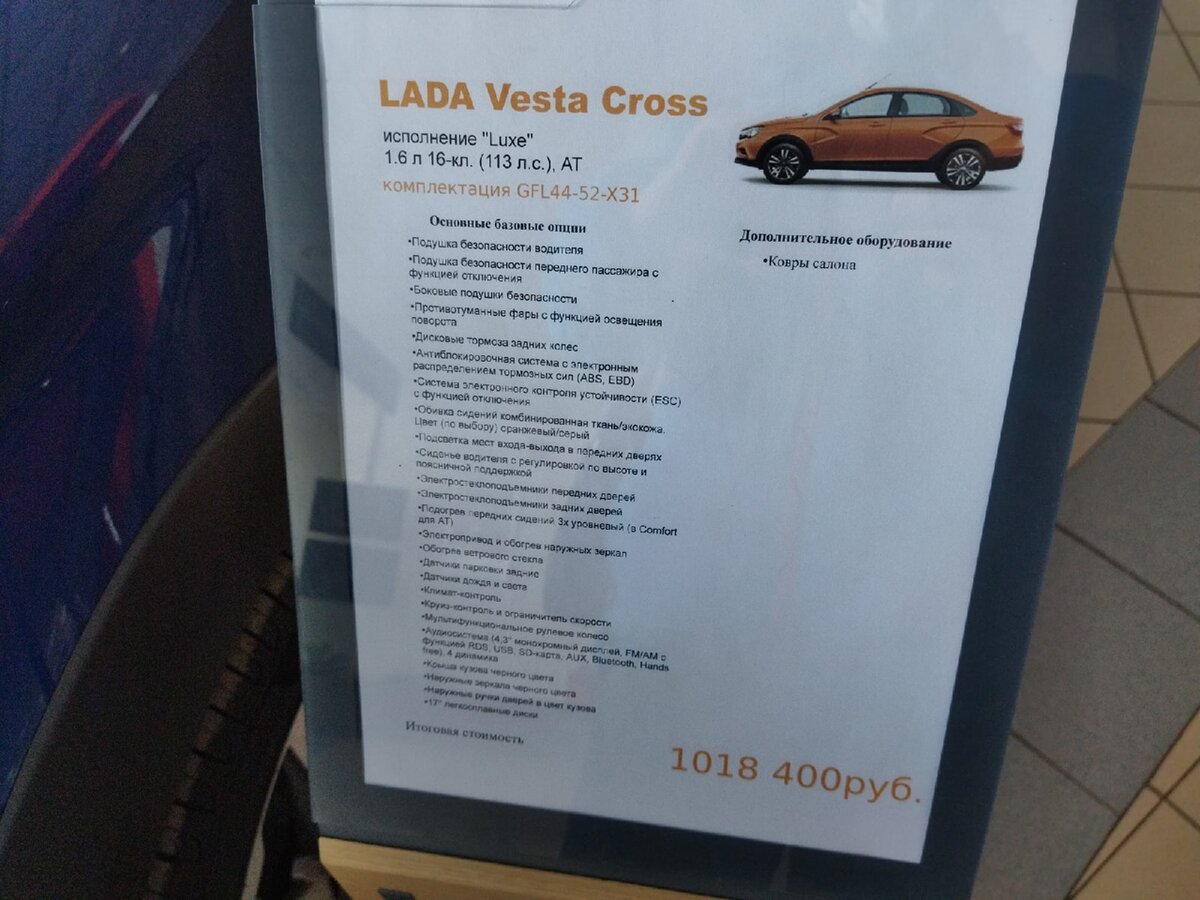 LADA Vesta Cross
исполнение "Luxe"
1.6 л 16-кл. (113 л.с.), АТ
комплектация GFL44-52-X31
Основные базовые опции
•Подушка безопасности водителя
•Подушка безопасности переднего пассажира с
функцией отключения
•Боковые подушки безопасности
•Противотуманные фары с функцией освещения
поворота
•Дисковые тормоза задних колес
•Антиблокировочная система с электронным
распределением тормозных сил (ABS, EBD)
•Система электронного контроля устойчивости (ESC)
с функцией отключения
•Обивка сидений комбинированная ткань/экокожа.
Цвет (по выбору) оранжевый/серый
•Подсветка мест входа-выхода в передних дверях
•Сиденье водителя с регулировкой по высоте и
поясничной поддержкой
•Электростеклоподъемники передних дверей
•Электростеклоподъемники задних дверей
•Подогрев передних сидений 3х уровневый (в Comfort
для АТ)
•Электропривод и обогрев наружных зеркал
•Обогрев ветрового стекла
•Датчики парковки задние
•Датчики дождя и света
•Климат-контроль
•Круиз-контроль и ограничитель скорости
•Мультифункциональное рулевое колесо
•Аудиосистема (4,3" монохромный дисплей, FM/AM с
функцией RDS, USB, SD-карта, AUX, Bluetooth, Hands
free), 4 динамика
•Крыша кузова черного цвета
•Наружные зеркала черного цвета
•Наружные ручки дверей в цвет кузова
•17" легкосплавные диски
Дополнительное оборудование
•Ковры салона
Итоговая стоимость
1018 400руб.